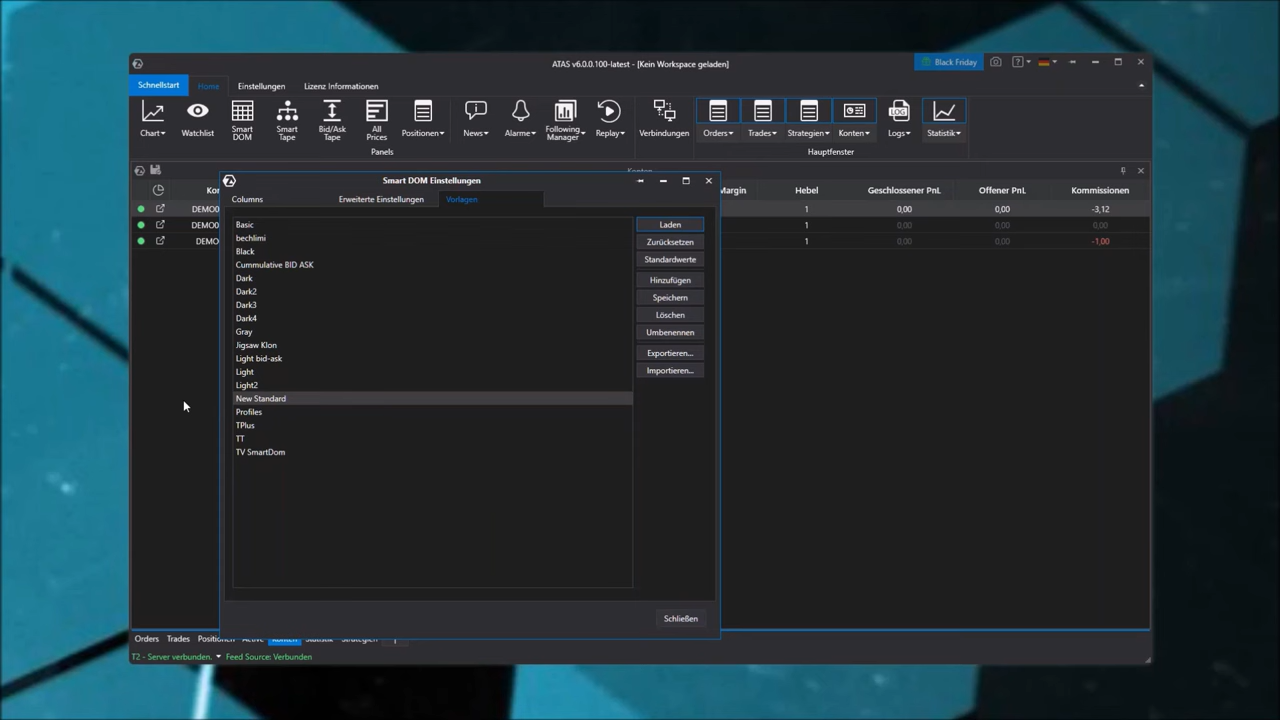 ATAS v6.0.0.100-latest - [Kein Workspace geladen]
Black Friday
Schnellstart
Home
Einstellungen
Lizenz Informationen
Chart
Watchlist
Smart
DOM
Smart
Tape
Bid/Ask
Tape
All
Prices
Positionen
News
Alarme
Following
Manager
Replay
Verbindungen
Orders
Trades
Strategien
Konten
Logs
Statistik
Panels
Hauptfenster
Smart DOM Einstellungen
Columns
Erweiterte Einstellungen
Vorlagen
Margin
Hebel
Geschlossener PnL
Offener PnL
Kommissionen
1
0,00
0,00
-3,12
1
0,00
0,00
0,00
1
0,00
0,00
-1,00
Basic
bechlimi
Black
Cummulative BID ASK
Dark
Dark2
Dark3
Dark4
Gray
Jigsaw Klon
Light bid-ask
Light
Light2
New Standard
Profiles
TPlus
TT
TV SmartDom
Laden
Zurücksetzen
Standardwerte
Hinzufügen
Speichern
Löschen
Umbenennen
Exportieren...
Importieren...
Schließen
Orders
Trades
T2 - Server verbunden.
Feed Source: Verbunden